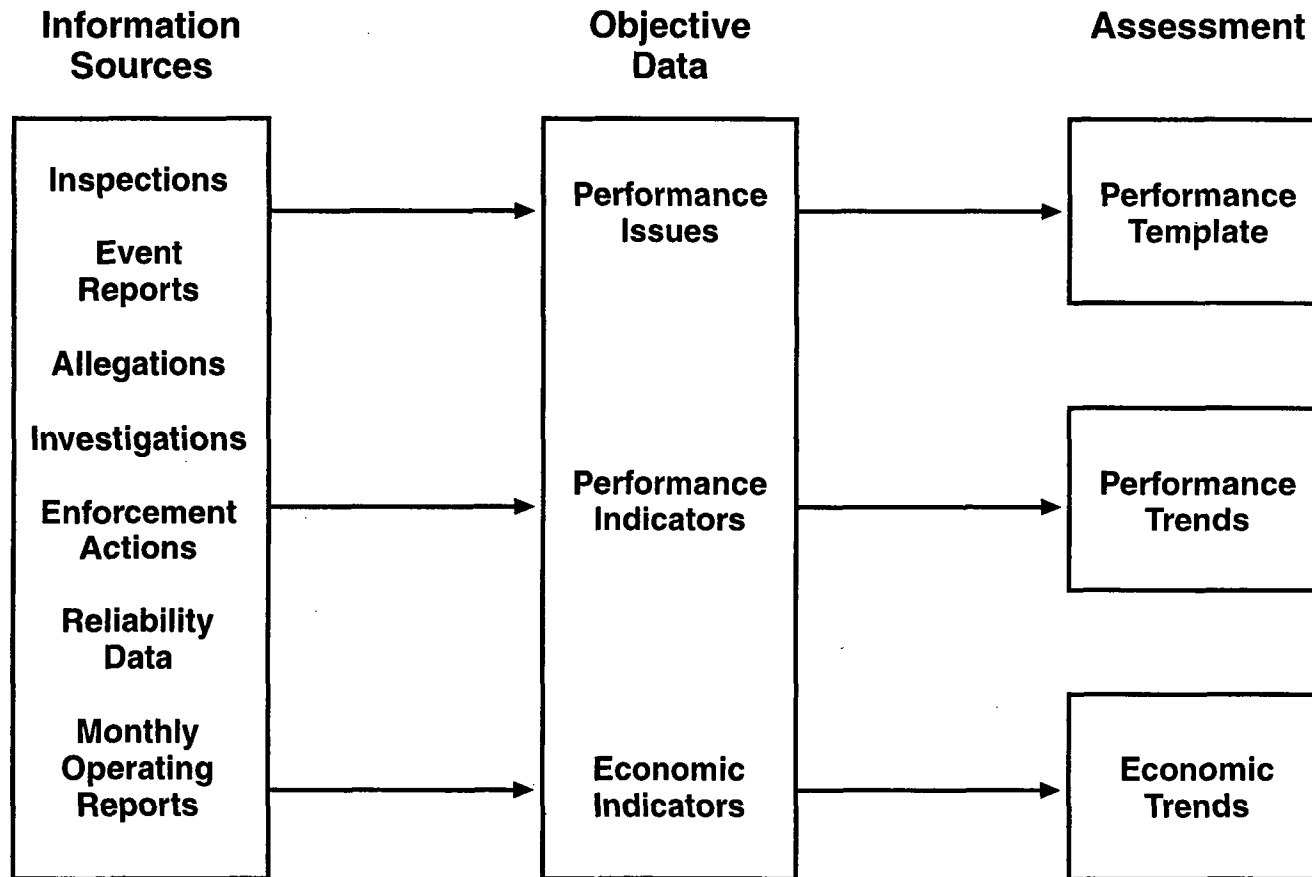 Information
Sources
Objective
Data
Assessment
Inspections
Event
Reports
Allegations
Investigations
Enforcement
Actions
Reliability
Data
Monthly
Operating
Reports
Performance
Issues
Performance
Indicators
Economic
Indicators
Performance
Template
Performance
Trends
Economic
Trends